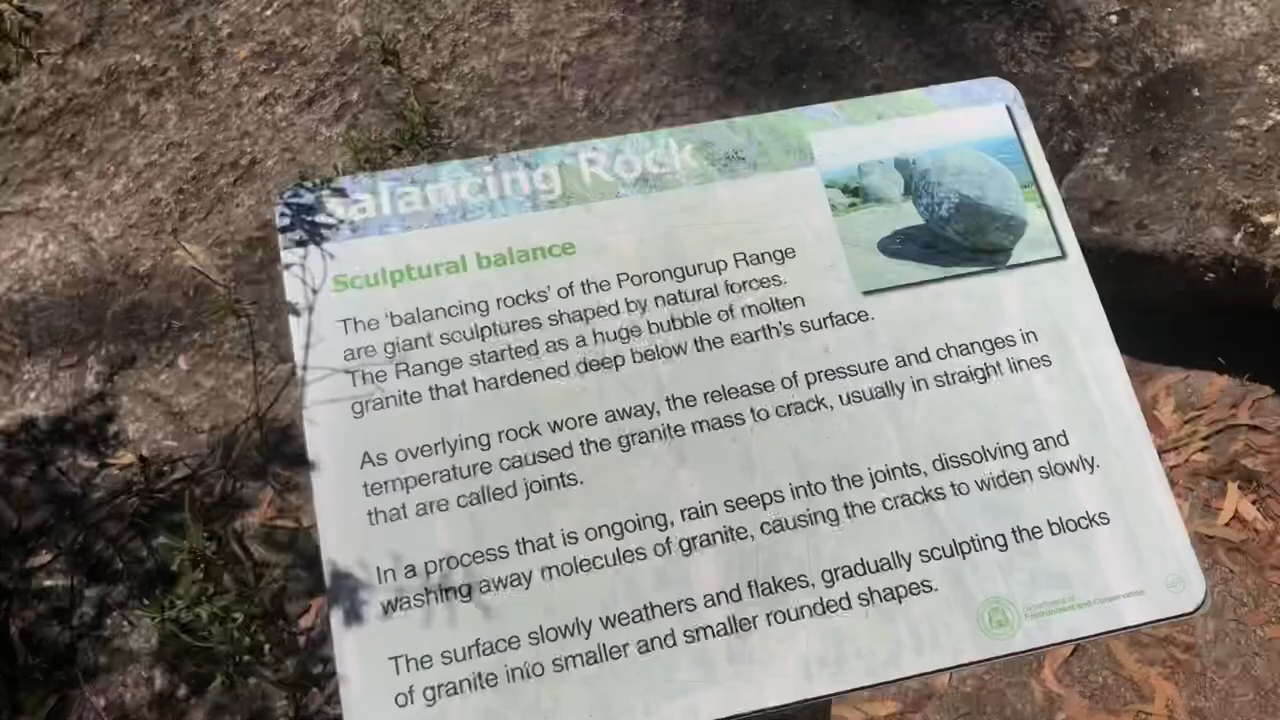 Balancing Rock
Sculptural balance
The 'balancing rocks' of the Porongurup Range
are giant sculptures shaped by natural forces.
The Range started as a huge bubble of molten
granite that hardened deep below the earth's surface.
As overlying rock wore away, the release of pressure and changes in
temperature caused the granite mass to crack, usually in straight lines
that are called joints.
In a process that is ongoing, rain seeps into the joints, dissolving and
washing away molecules of granite, causing the cracks to widen slowly.
The surface slowly weathers and flakes, gradually sculpting the blocks
of granite into smaller and smaller rounded shapes.
Department of
Environment and Conservation